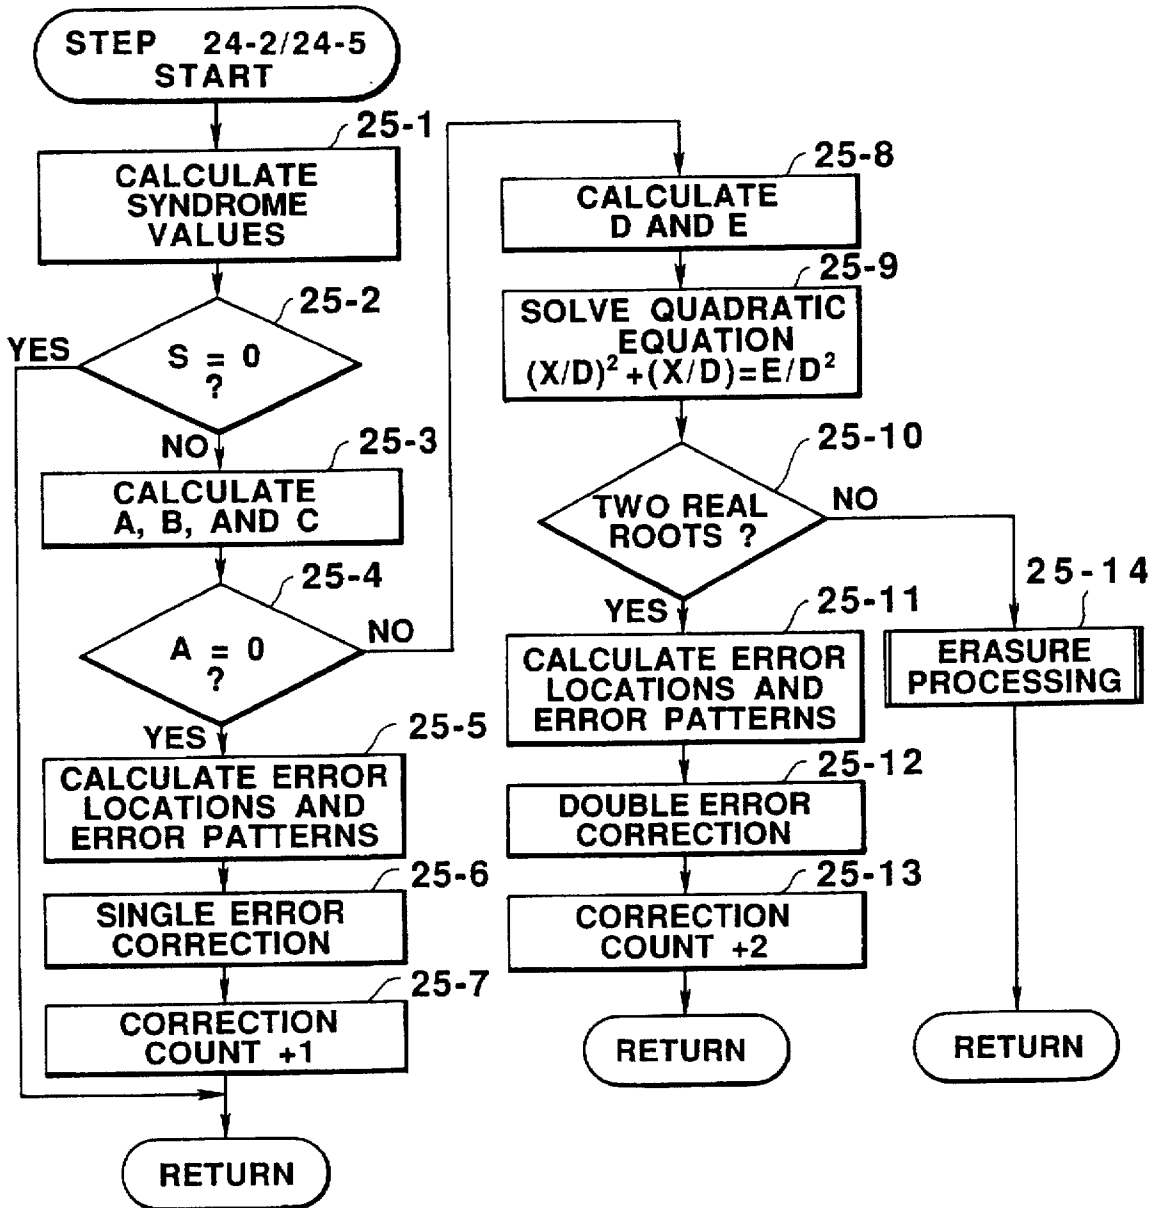 STEP 24-2/24-5
START
25-1
CALCULATE
SYNDROME
VALUES
25-2
YES
S = 0
?
NO
25-3
CALCULATE
A, B, AND C
25-4
A = 0
?
NO
YES
25-5
CALCULATE ERROR
LOCATIONS AND
ERROR PATTERNS
25-6
SINGLE ERROR
CORRECTION
25-7
CORRECTION
COUNT +1
RETURN
25-8
CALCULATE
D AND E
25-9
SOLVE QUADRATIC
EQUATION
(X/D)²+(X/D)=E/D²
25-10
TWO REAL
ROOTS ?
NO
YES
25-11
CALCULATE ERROR
LOCATIONS AND
ERROR PATTERNS
25-12
DOUBLE ERROR
CORRECTION
25-13
CORRECTION
COUNT +2
RETURN
25-14
ERASURE
PROCESSING
RETURN